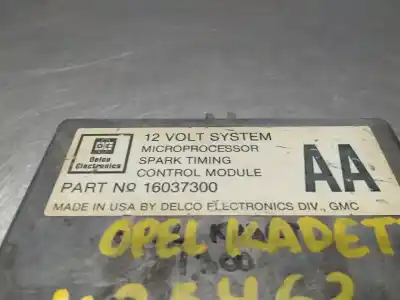 12 VOLT SYSTEM
MICROPROCESSOR
SPARK TIMING
CONTROL MODULE
Delco
Electronics
AA
PART No 16037300
MADE IN USA BY DELCO ELECTRONICS DIV., GMC
OPEL KADETT